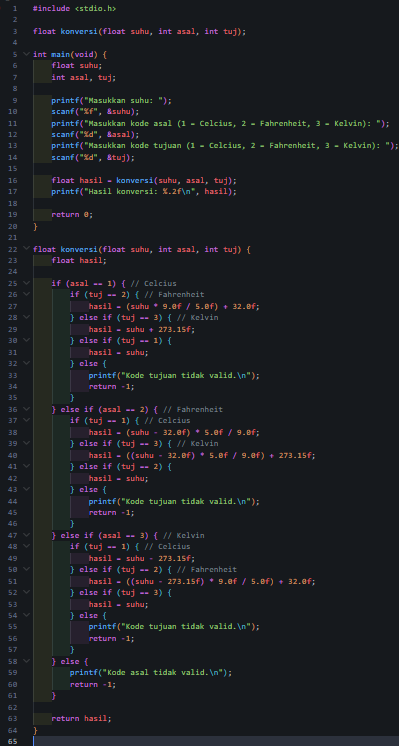 1 #include <stdio.h>
2
3 float konversi(float suhu, int asal, int tuj);
4
5 int main(void) {
6     float suhu;
7     int asal, tuj;
8
9     printf("Masukkan suhu: ");
10     scanf("%f", &suhu);
11     printf("Masukkan kode asal (1 = Celcius, 2 = Fahrenheit, 3 = Kelvin): ");
12     scanf("%d", &asal);
13     printf("Masukkan kode tujuan (1 = Celcius, 2 = Fahrenheit, 3 = Kelvin): ");
14     scanf("%d", &tuj);
15
16     float hasil = konversi(suhu, asal, tuj);
17     printf("Hasil konversi: %.2f\n", hasil);
18
19     return 0;
20 }
21
22 float konversi(float suhu, int asal, int tuj) {
23     float hasil;
24
25     if (asal == 1) { // Celcius
26         if (tuj == 2) { // Fahrenheit
27             hasil = (suhu * 9.0f / 5.0f) + 32.0f;
28         } else if (tuj == 3) { // Kelvin
29             hasil = suhu + 273.15f;
30         } else if (tuj == 1) {
31             hasil = suhu;
32         } else {
33             printf("Kode tujuan tidak valid.\n");
34             return -1;
35         }
36     } else if (asal == 2) { // Fahrenheit
37         if (tuj == 1) { // Celcius
38             hasil = (suhu - 32.0f) * 5.0f / 9.0f;
39         } else if (tuj == 3) { // Kelvin
40             hasil = ((suhu - 32.0f) * 5.0f / 9.0f) + 273.15f;
41         } else if (tuj == 2) {
42             hasil = suhu;
43         } else {
44             printf("Kode tujuan tidak valid.\n");
45             return -1;
46         }
47     } else if (asal == 3) { // Kelvin
48         if (tuj == 1) { // Celcius
49             hasil = suhu - 273.15f;
50         } else if (tuj == 2) { // Fahrenheit
51             hasil = ((suhu - 273.15f) * 9.0f / 5.0f) + 32.0f;
52         } else if (tuj == 3) {
53             hasil = suhu;
54         } else {
55             printf("Kode tujuan tidak valid.\n");
56             return -1;
57         }
58     } else {
59         printf("Kode asal tidak valid.\n");
60         return -1;
61     }
62
63     return hasil;
64 }
65